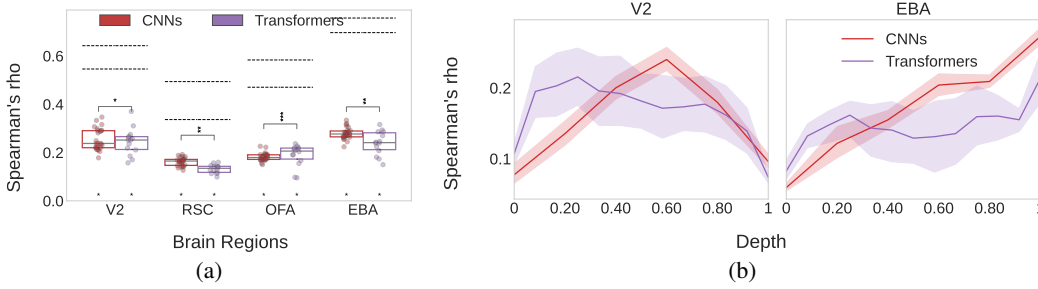 CNNs Transformers
Spearman's rho
0.6
0.4
0.2
0.0
*
**
***
**
* * * * * * * *
V2 RSC OFA EBA
Brain Regions
(a)
V2 EBA
CNNs
Transformers
Spearman's rho
0.2
0.1
0 0.20 0.40 0.60 0.80 1 0 0.20 0.40 0.60 0.80 1
Depth
(b)